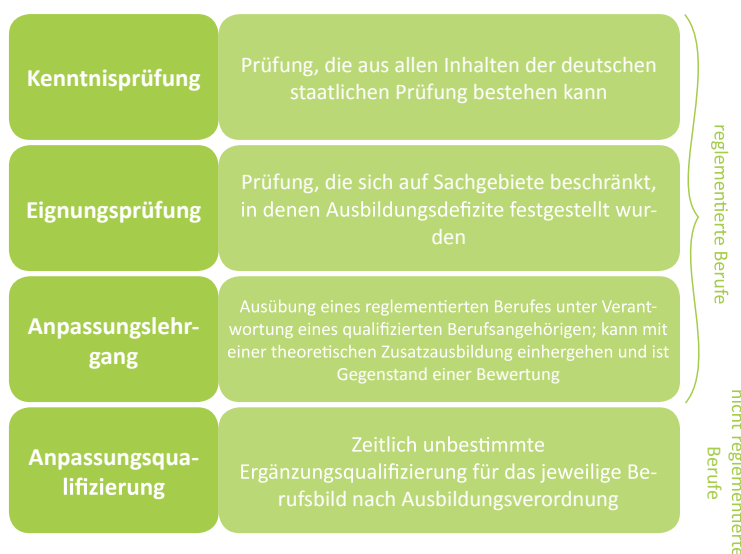 Kenntnisprüfung
Prüfung, die aus allen Inhalten der deutschen
staatlichen Prüfung bestehen kann
Eignungsprüfung
Prüfung, die sich auf Sachgebiete beschränkt,
in denen Ausbildungsdefizite festgestellt wur-
den
Anpassungslehr-
gang
Ausübung eines reglementierten Berufes unter Verant-
wortung eines qualifizierten Berufsangehörigen; kann mit
einer theoretischen Zusatzausbildung einhergehen und ist
Gegenstand einer Bewertung
reglementierte Berufe
Anpassungsqua-
lifizierung
Zeitlich unbestimmte
Ergänzungsqualifizierung für das jeweilige Be-
rufsbild nach Ausbildungsverordnung
nicht reglementierte
Berufe